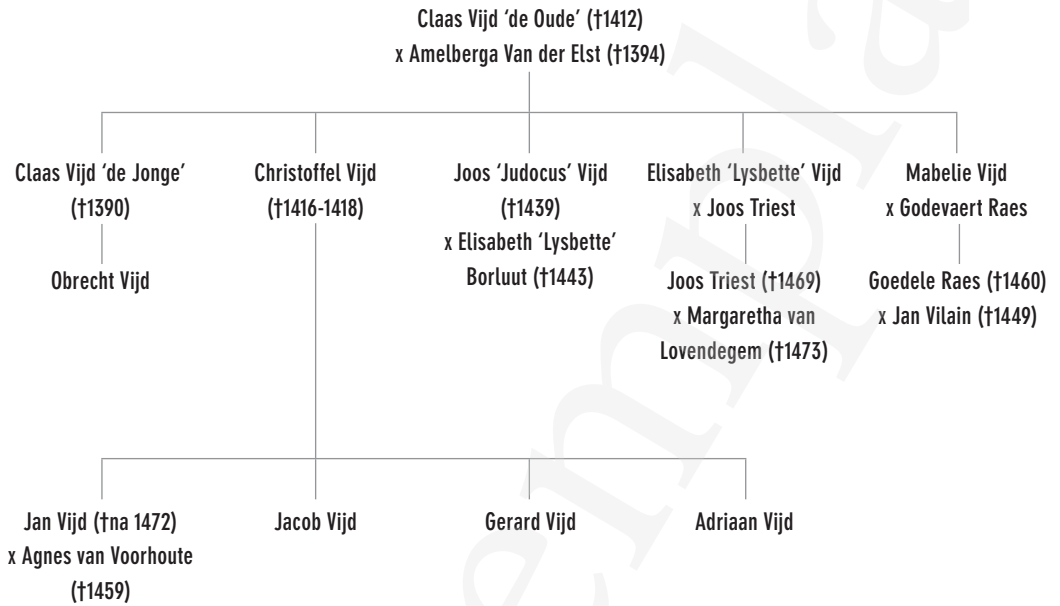 Claas Vijd ‘de Oude’ (†1412)
x Amelberga Van der Elst (†1394)
Claas Vijd ‘de Jonge’
(†1390)
Obrecht Vijd
Christoffel Vijd
(†1416-1418)
Joos ‘Judocus’ Vijd
(†1439)
x Elisabeth ‘Lysbette’
Borluut (†1443)
Elisabeth ‘Lysbette’ Vijd
x Joos Triest
Joos Triest (†1469)
x Margaretha van
Lovendegem (†1473)
Mabelie Vijd
x Godevaert Raes
Goedele Raes (†1460)
x Jan Vilain (†1449)
Jan Vijd (†na 1472)
x Agnes van Voorhoute
(†1459)
Jacob Vijd
Gerard Vijd
Adriaan Vijd